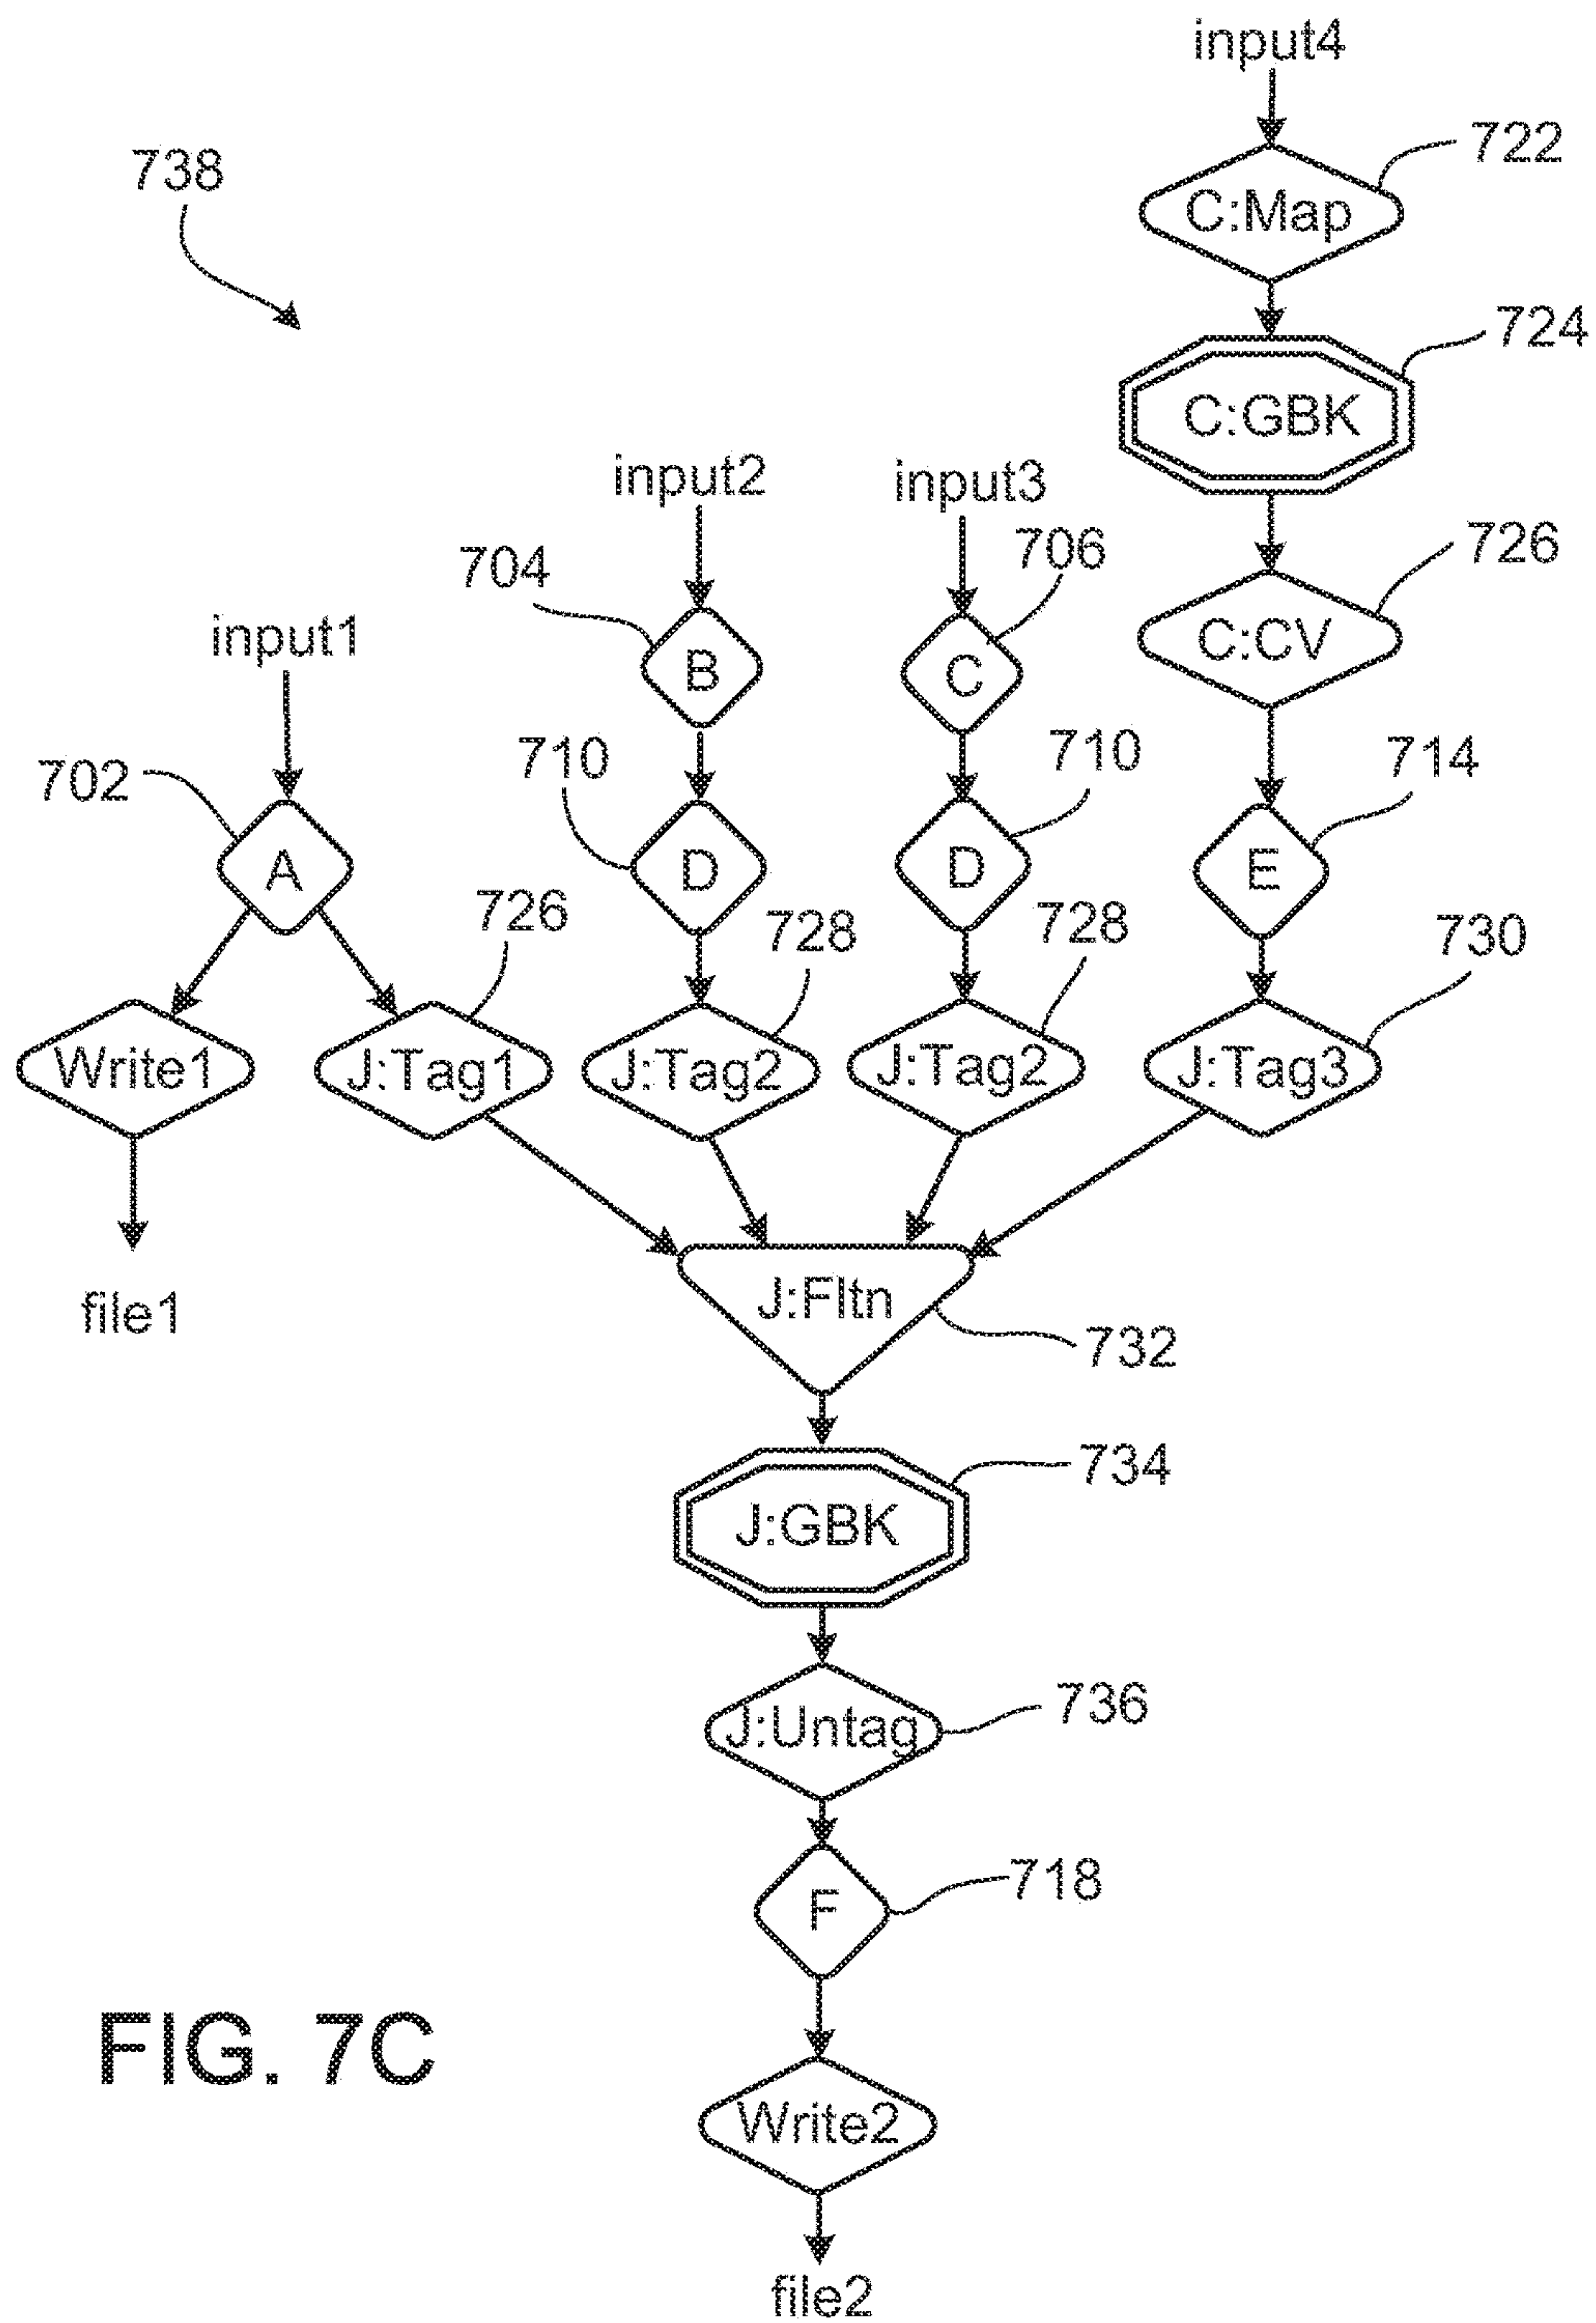 input4
722
738
C:Map
724
C:GBK
input2
input3
706
726
704
input1
B
C
C:CV
710
710
714
702
A
D
D
E
726
728
728
730
Write1
J:Tag1
J:Tag2
J:Tag2
J:Tag3
file1
J:Fltn
732
734
J:GBK
736
J:Untag
718
F
FIG. 7C
Write2
file2